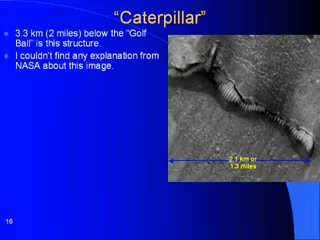 “Caterpillar”
3.3 km (2 miles) below the “Golf
Ball” is this structure.
I couldn’t find any explanation from
NASA about this image.
2.1 km or
1.3 miles
16